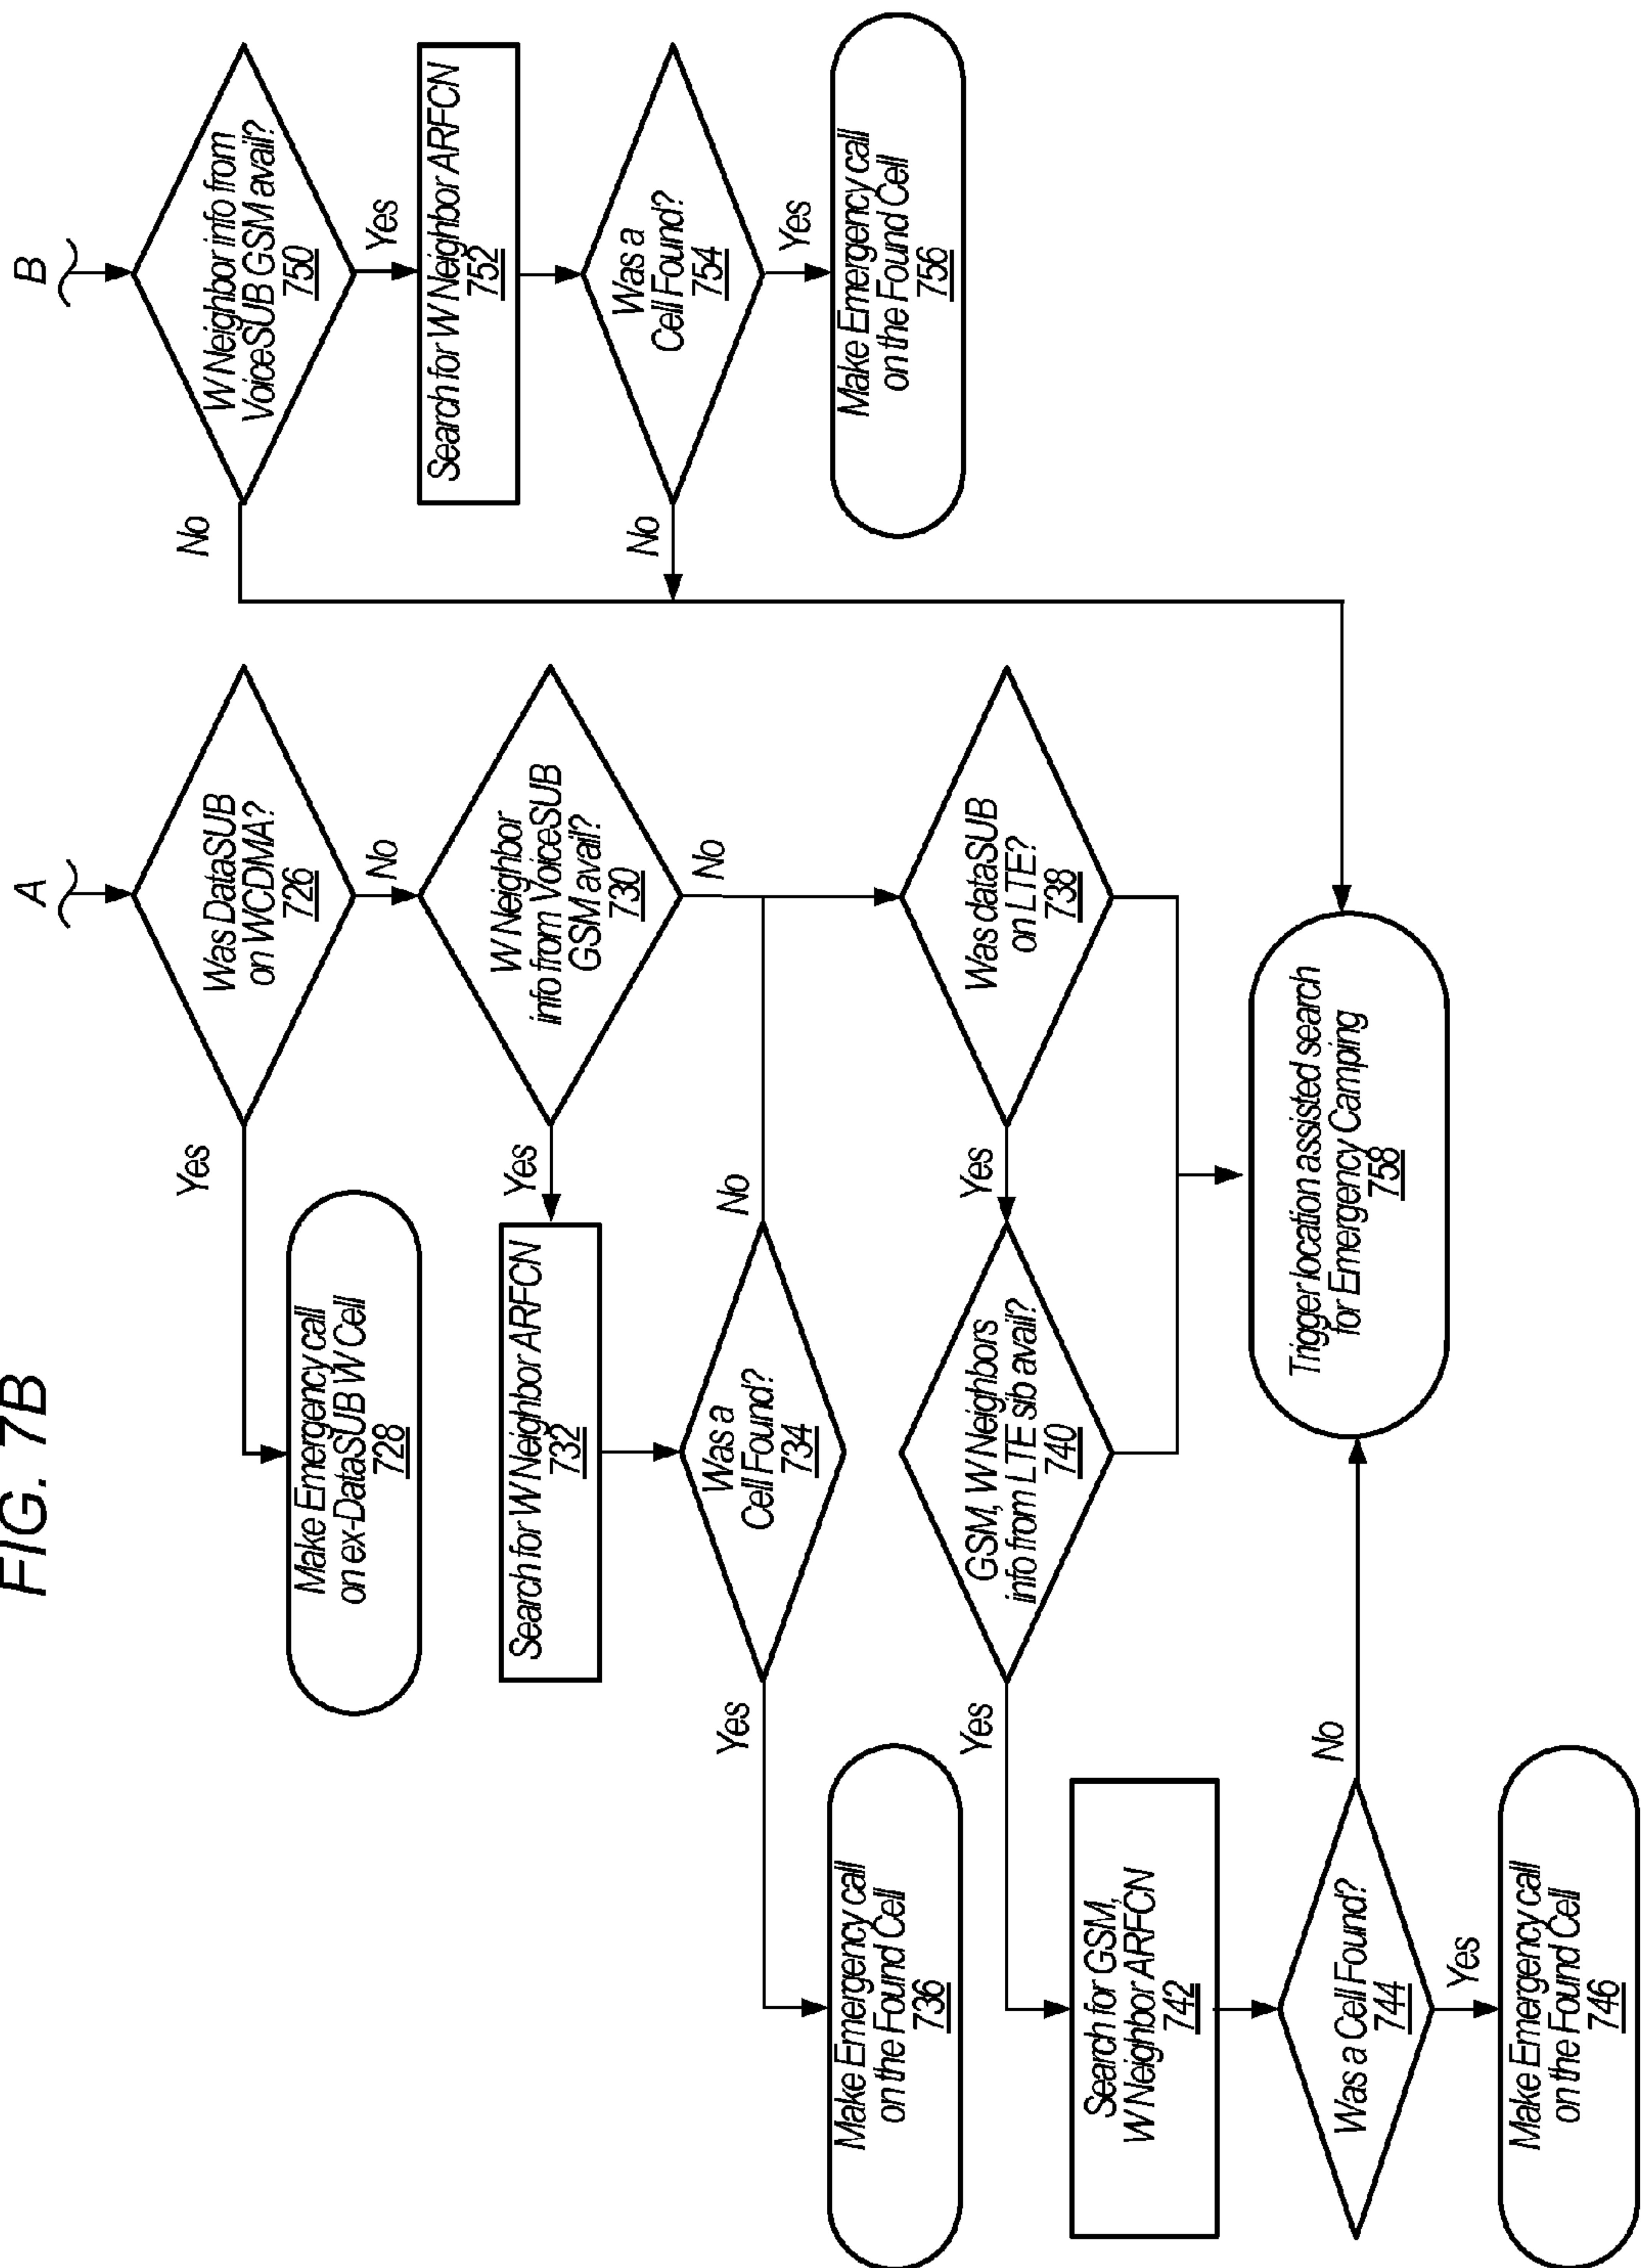 FIG. 7B
A
Was DataSUB
on WCDMA?
726
Yes
No
Make Emergency call
on ex-DataSUB W Cell
728
W Neighbor
info from VoiceSUB
GSM avail?
730
Yes
No
Search for W Neighbor ARFCN
732
Was a
Cell Found?
734
Yes
No
Make Emergency call
on the Found Cell
736
Was dataSUB
on LTE?
738
Yes
GSM, W Neighbors
info from LTE sib avail?
740
Yes
Search for GSM,
W Neighbor ARFCN
742
Was a Cell Found?
744
No
Yes
Make Emergency call
on the Found Cell
746
B
W Neighbor info from
VoiceSUB GSM avail?
750
No
Yes
Search for W Neighbor ARFCN
752
Was a
Cell Found?
754
No
Yes
Make Emergency call
on the Found Cell
756
Trigger location assisted search
for Emergency Camping
758